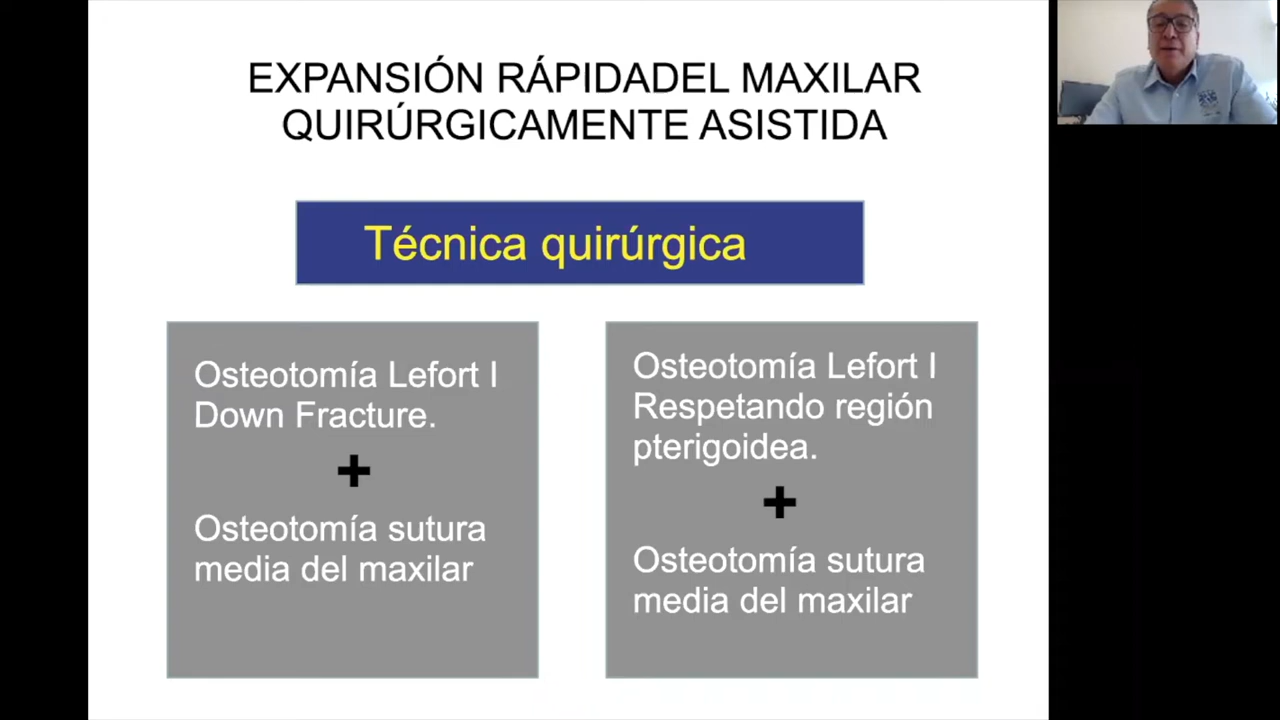 EXPANSIÓN RÁPIDADEL MAXILAR
QUIRÚRGICAMENTE ASISTIDA
Técnica quirúrgica
Osteotomía Lefort I
Down Fracture.
+
Osteotomía sutura
media del maxilar
Osteotomía Lefort I
Respetando región
pterigoidea.
+
Osteotomía sutura
media del maxilar